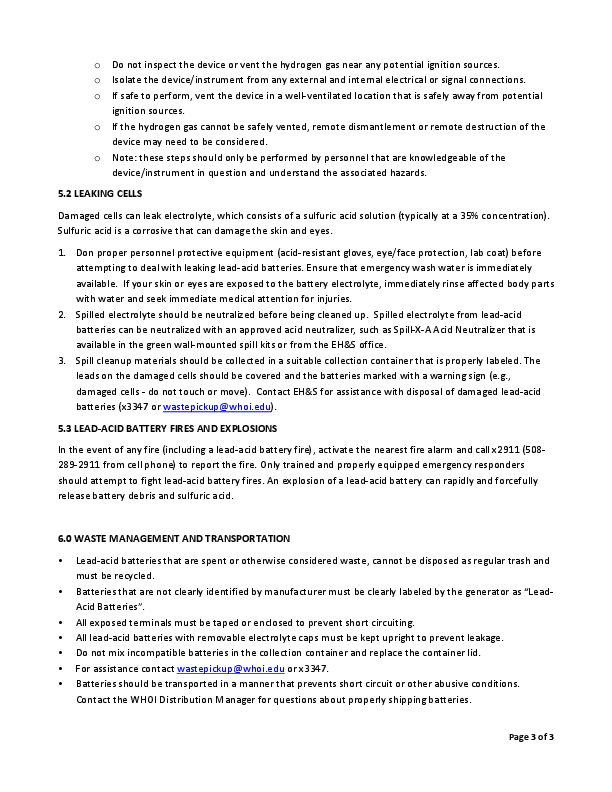 o Do not inspect the device or vent the hydrogen gas near any potential ignition sources.
o Isolate the device/instrument from any external and internal electrical or signal connections.
o If safe to perform, vent the device in a well-ventilated location that is safely away from potential
ignition sources.
o If the hydrogen gas cannot be safely vented, remote dismantlement or remote destruction of the
device may need to be considered.
o Note: these steps should only be performed by personnel that are knowledgeable of the
device/instrument in question and understand the associated hazards.
5.2 LEAKING CELLS
Damaged cells can leak electrolyte, which consists of a sulfuric acid solution (typically at a 35% concentration).
Sulfuric acid is a corrosive that can damage the skin and eyes.
1. Don proper personnel protective equipment (acid-resistant gloves, eye/face protection, lab coat) before
attempting to deal with leaking lead-acid batteries. Ensure that emergency wash water is immediately
available. If your skin or eyes are exposed to the battery electrolyte, immediately rinse affected body parts
with water and seek immediate medical attention for injuries.
2. Spilled electrolyte should be neutralized before being cleaned up. Spilled electrolyte from lead-acid
batteries can be neutralized with an approved acid neutralizer, such as Spill-X-A Acid Neutralizer that is
available in the green wall-mounted spill kits or from the EH&S office.
3. Spill cleanup materials should be collected in a suitable collection container that is properly labeled. The
leads on the damaged cells should be covered and the batteries marked with a warning sign (e.g.,
damaged cells - do not touch or move). Contact EH&S for assistance with disposal of damaged lead-acid
batteries (x3347 or wastepickup@whoi.edu).
5.3 LEAD-ACID BATTERY FIRES AND EXPLOSIONS
In the event of any fire (including a lead-acid battery fire), activate the nearest fire alarm and call x2911 (508-
289-2911 from cell phone) to report the fire. Only trained and properly equipped emergency responders
should attempt to fight lead-acid battery fires. An explosion of a lead-acid battery can rapidly and forcefully
release battery debris and sulfuric acid.
6.0 WASTE MANAGEMENT AND TRANSPORTATION
• Lead-acid batteries that are spent or otherwise considered waste, cannot be disposed as regular trash and
must be recycled.
• Batteries that are not clearly identified by manufacturer must be clearly labeled by the generator as “Lead-
Acid Batteries”.
• All exposed terminals must be taped or enclosed to prevent short circuiting.
• All lead-acid batteries with removable electrolyte caps must be kept upright to prevent leakage.
• Do not mix incompatible batteries in the collection container and replace the container lid.
• For assistance contact wastepickup@whoi.edu or x3347.
• Batteries should be transported in a manner that prevents short circuit or other abusive conditions.
Contact the WHOI Distribution Manager for questions about properly shipping batteries.
Page 3 of 3